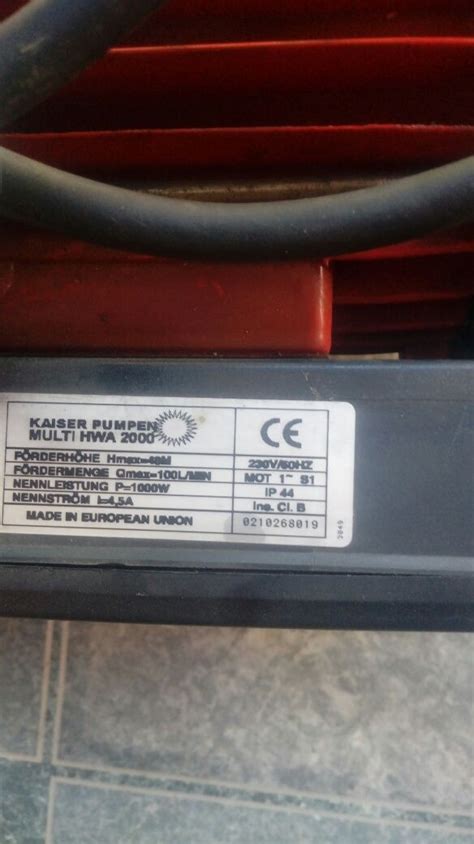 KAISER PUMPEN
MULTI HWA 2000
FÖRDERHÖHE Hmax=48M
FÖRDERMENGE Qmax=100L/MIN
NENNLEISTUNG P=1000W
NENNSTRÖM I=4,5A
MADE IN EUROPEAN UNION
CE
230V/50HZ
MOT 1~ S1
IP 44
Ins. Cl. B
0210268019